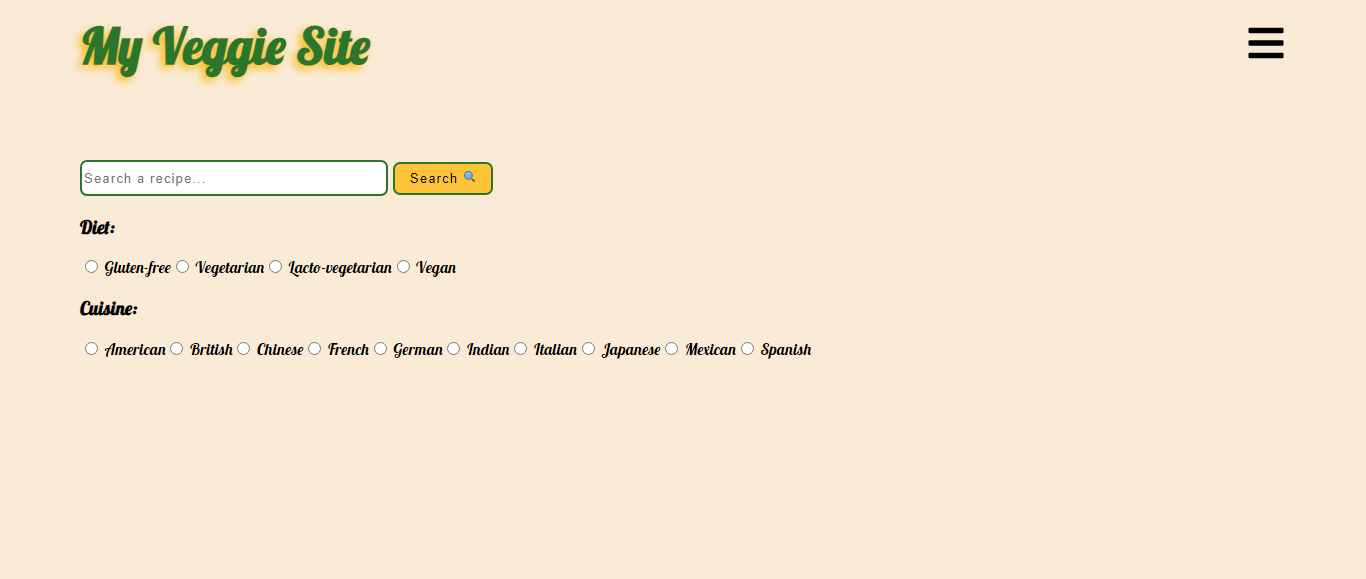 My Veggie Site
Search a recipe...
Search 🔍
Diet:
Gluten-free Vegetarian Lacto-vegetarian Vegan
Cuisine:
American British Chinese French German Indian Italian Japanese Mexican Spanish